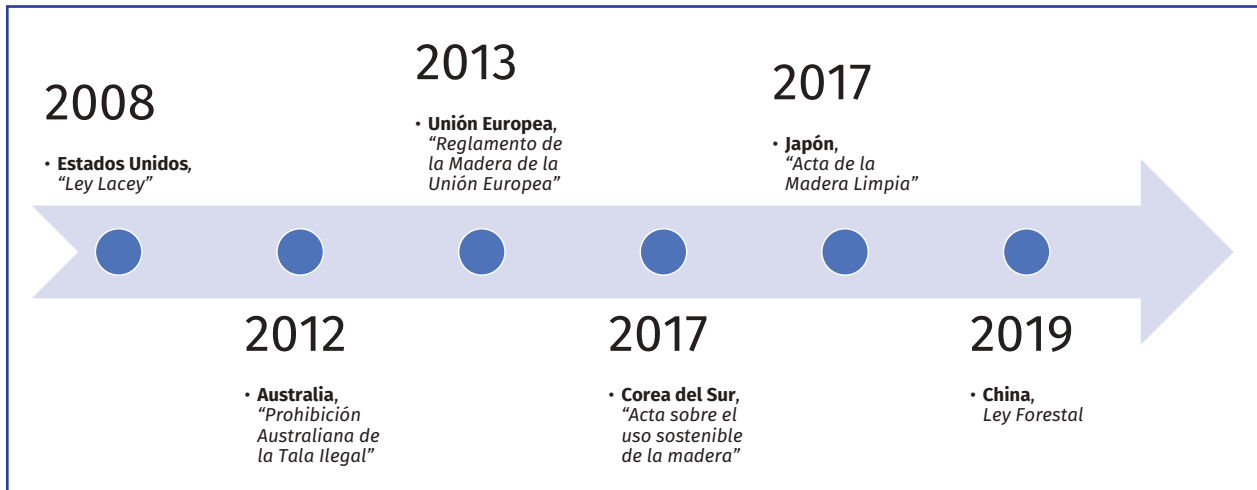 2008
• Estados Unidos,
“Ley Lacey”
2012
• Australia,
“Prohibición
Australiana de
la Tala Ilegal”
2013
• Unión Europea,
“Reglamento de
la Madera de la
Unión Europea”
2017
• Corea del Sur,
“Acta sobre el
uso sostenible
de la madera”
2017
• Japón,
“Acta de la
Madera Limpia”
2019
• China,
Ley Forestal